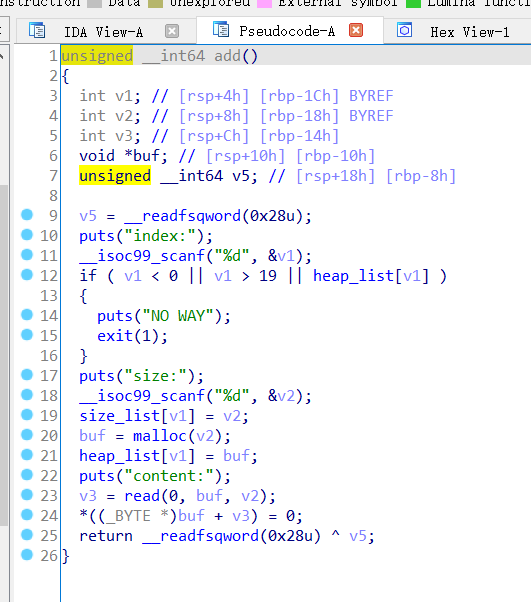 nstruction Data Unexplored External symbol Lumina functi
IDA View-A Pseudocode-A Hex View-1
1 unsigned __int64 add()
2 {
3 int v1; // [rsp+4h] [rbp-1Ch] BYREF
4 int v2; // [rsp+8h] [rbp-18h] BYREF
5 int v3; // [rsp+Ch] [rbp-14h]
6 void *buf; // [rsp+10h] [rbp-10h]
7 unsigned __int64 v5; // [rsp+18h] [rbp-8h]
8
9 v5 = __readfsqword(0x28u);
10 puts("index:");
11 __isoc99_scanf("%d", &v1);
12 if ( v1 < 0 || v1 > 19 || heap_list[v1] )
13 {
14 puts("NO WAY");
15 exit(1);
16 }
17 puts("size:");
18 __isoc99_scanf("%d", &v2);
19 size_list[v1] = v2;
20 buf = malloc(v2);
21 heap_list[v1] = buf;
22 puts("content:");
23 v3 = read(0, buf, v2);
24 *((_BYTE *)buf + v3) = 0;
25 return __readfsqword(0x28u) ^ v5;
26 }